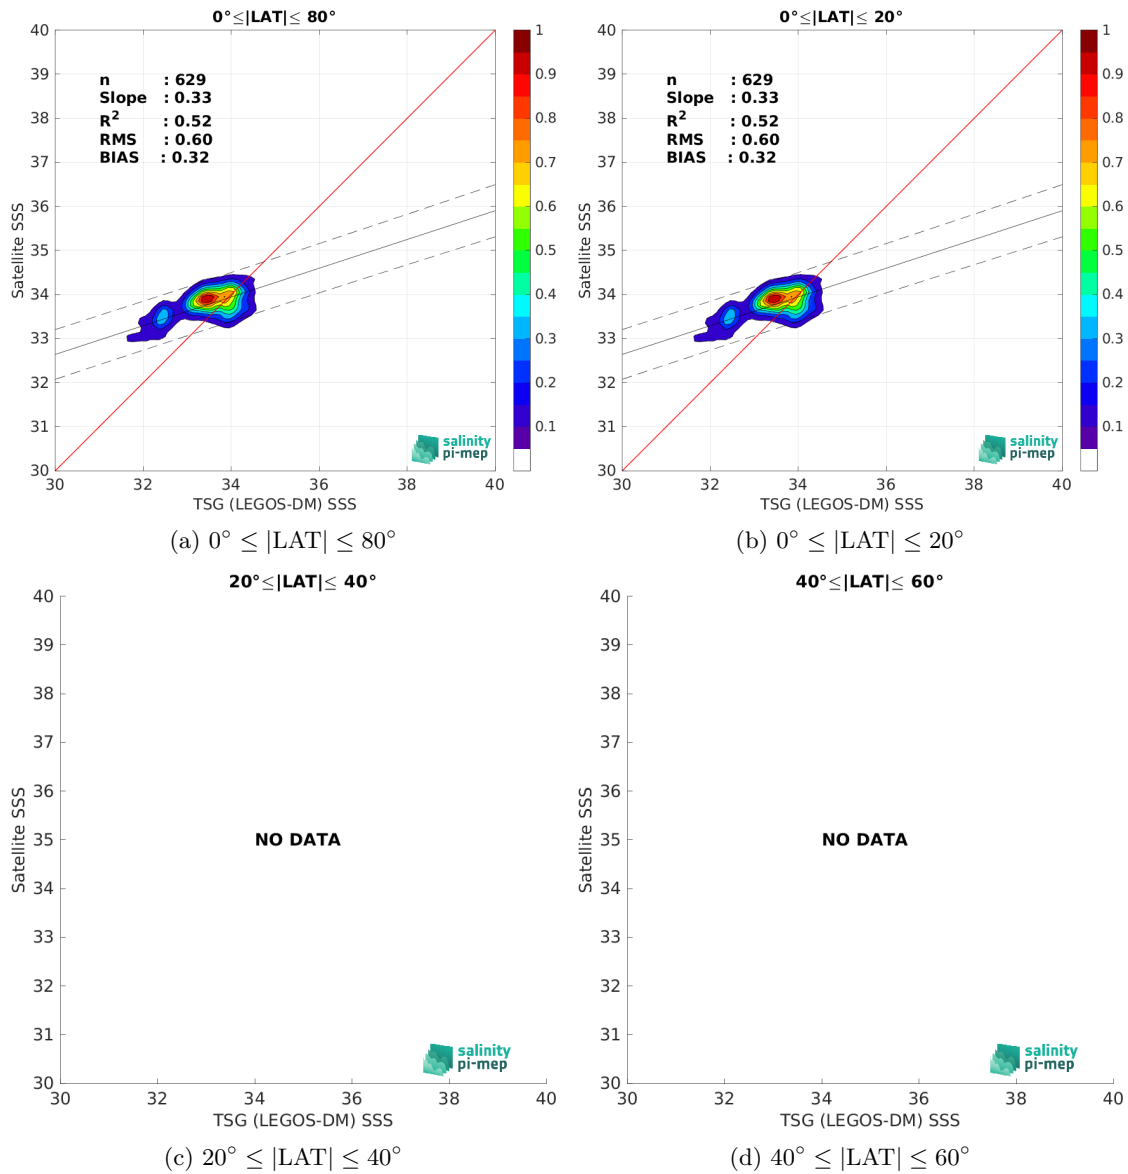 0°≤|LAT|≤ 80°
40
39
38
37
36
35
34
33
32
31
30
Satellite SSS
n : 629
Slope : 0.33
R² : 0.52
RMS : 0.60
BIAS : 0.32
salinity
pi-mep
30 32 34 36 38 40
TSG (LEGOS-DM) SSS
1
0.9
0.8
0.7
0.6
0.5
0.4
0.3
0.2
0.1
(a) 0° ≤ |LAT| ≤ 80°
0°≤|LAT|≤ 20°
40
39
38
37
36
35
34
33
32
31
30
Satellite SSS
n : 629
Slope : 0.33
R² : 0.52
RMS : 0.60
BIAS : 0.32
salinity
pi-mep
30 32 34 36 38 40
TSG (LEGOS-DM) SSS
1
0.9
0.8
0.7
0.6
0.5
0.4
0.3
0.2
0.1
(b) 0° ≤ |LAT| ≤ 20°
20°≤|LAT|≤ 40°
40
39
38
37
36
35
34
33
32
31
30
Satellite SSS
NO DATA
salinity
pi-mep
30 32 34 36 38 40
TSG (LEGOS-DM) SSS
(c) 20° ≤ |LAT| ≤ 40°
40°≤|LAT|≤ 60°
40
39
38
37
36
35
34
33
32
31
30
Satellite SSS
NO DATA
salinity
pi-mep
30 32 34 36 38 40
TSG (LEGOS-DM) SSS
(d) 40° ≤ |LAT| ≤ 60°